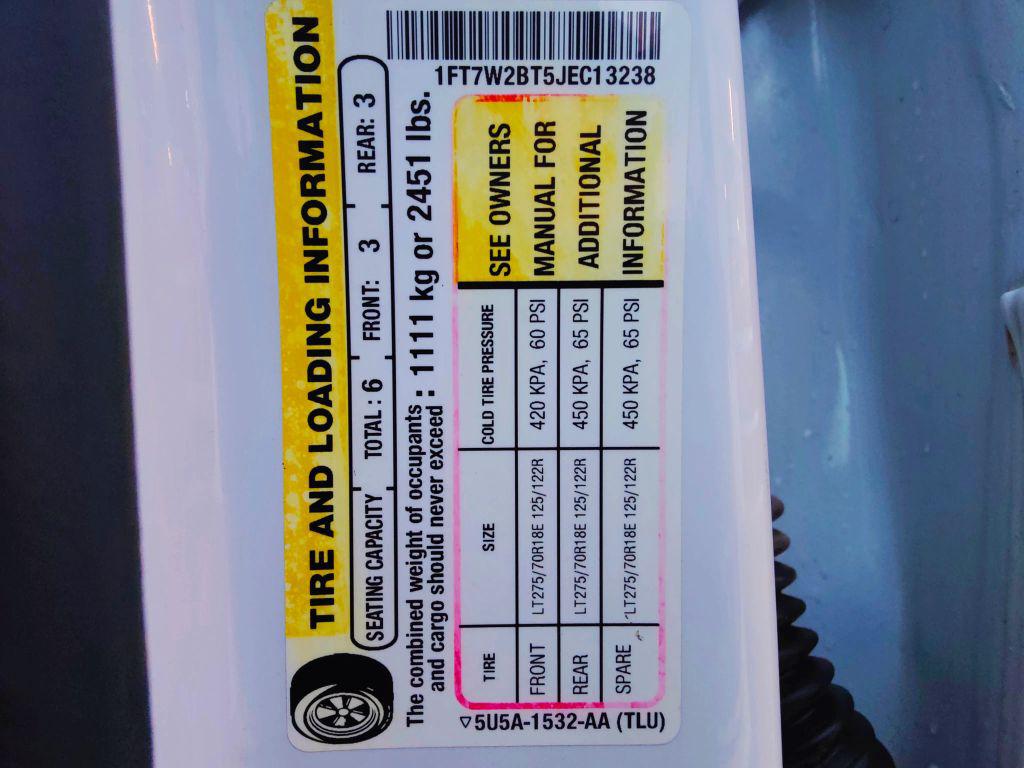 TIRE AND LOADING INFORMATION
SEATING CAPACITY TOTAL : 6 FRONT: 3 REAR: 3
The combined weight of occupants and cargo should never exceed : 1111 kg or 2451 lbs.
TIRE SIZE COLD TIRE PRESSURE
FRONT LT275/70R18E 125/122R 420 KPA, 60 PSI
REAR LT275/70R18E 125/122R 450 KPA, 65 PSI
SPARE LT275/70R18E 125/122R 450 KPA, 65 PSI
SEE OWNERS
MANUAL FOR
ADDITIONAL
INFORMATION
5U5A-1532-AA (TLU)
1FT7W2BT5JEC13238